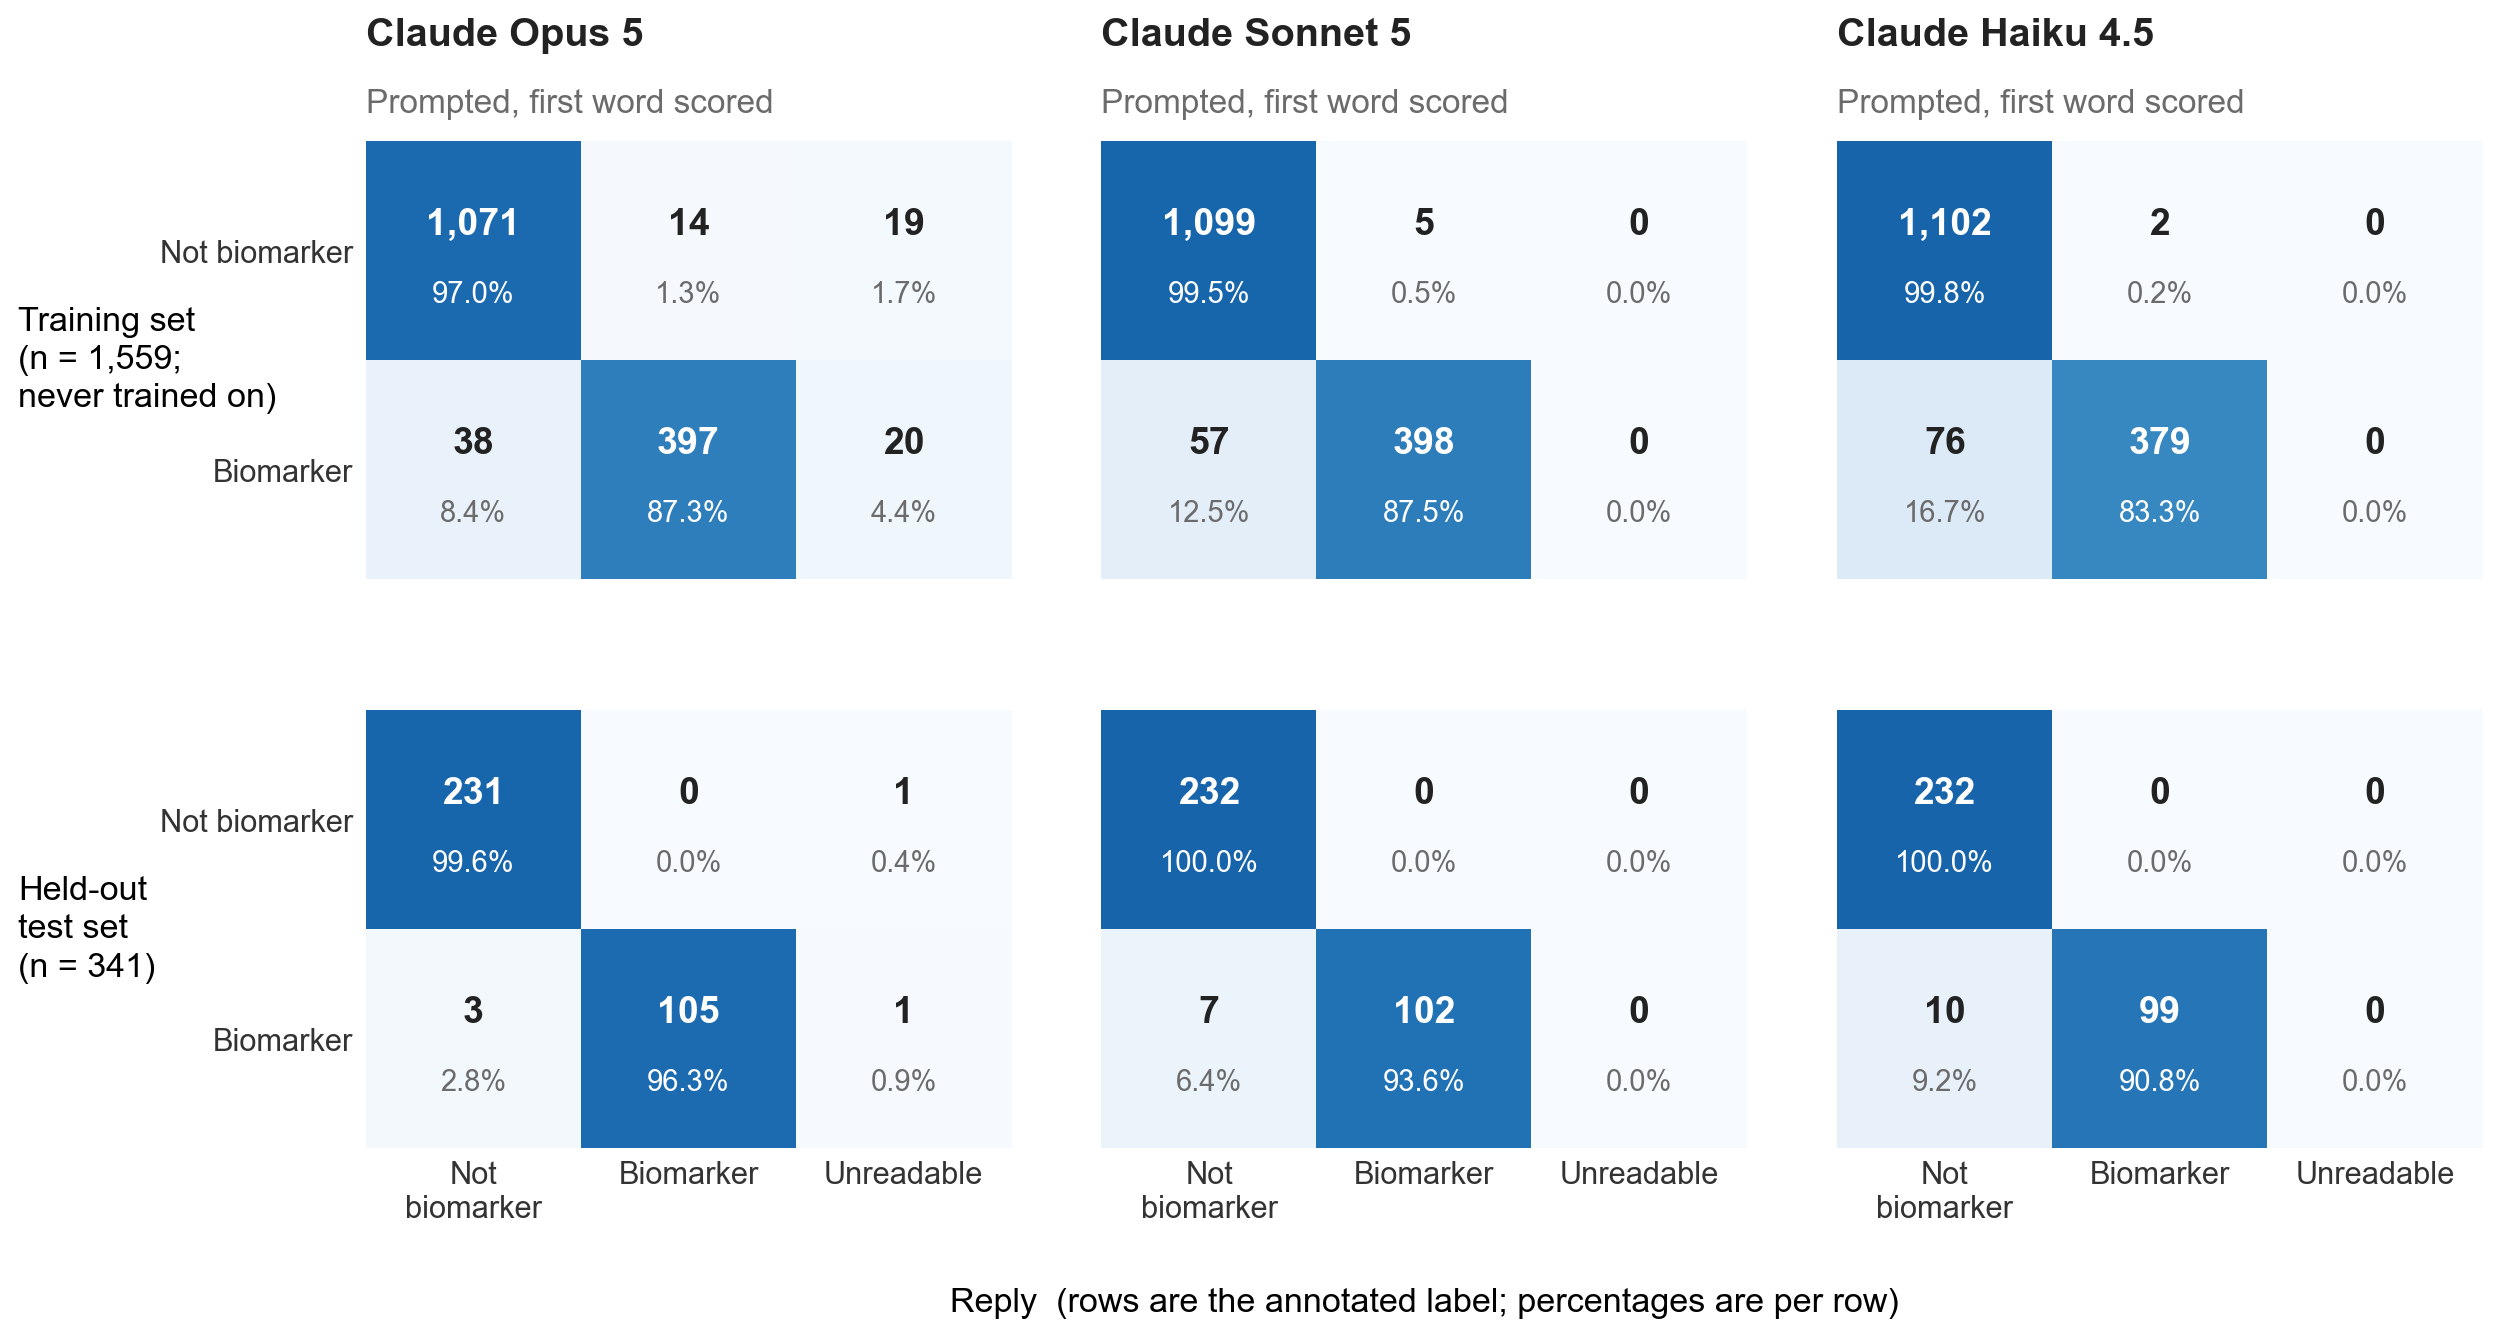 Claude Opus 5
Claude Sonnet 5
Claude Haiku 4.5
Prompted, first word scored
Prompted, first word scored
Prompted, first word scored
Training set
(n = 1,559;
never trained on)
Not biomarker
1,071 14 19
97.0% 1.3% 1.7%
1,099 5 0
99.5% 0.5% 0.0%
1,102 2 0
99.8% 0.2% 0.0%
Biomarker
38 397 20
8.4% 87.3% 4.4%
57 398 0
12.5% 87.5% 0.0%
76 379 0
16.7% 83.3% 0.0%
Held-out
test set
(n = 341)
Not biomarker
231 0 1
99.6% 0.0% 0.4%
232 0 0
100.0% 0.0% 0.0%
232 0 0
100.0% 0.0% 0.0%
Biomarker
3 105 1
2.8% 96.3% 0.9%
7 102 0
6.4% 93.6% 0.0%
10 99 0
9.2% 90.8% 0.0%
Not
biomarker
Biomarker
Unreadable
Not
biomarker
Biomarker
Unreadable
Not
biomarker
Biomarker
Unreadable
Reply (rows are the annotated label; percentages are per row)